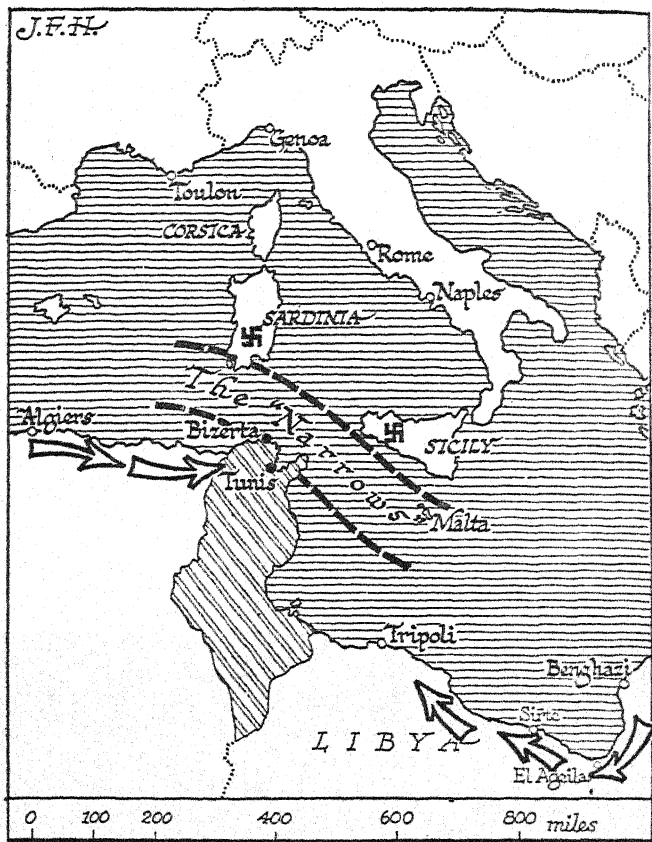 J.F.H.
Genoa
Toulon
CORSICA
Rome
Naples
SARDINIA
The "Narrows"
Algiers
Bizerta
SICILY
Tunis
Malta
Tripoli
Benghazi
Sirte
LIBYA
El Ageila
0 100 200 400 600 800 miles